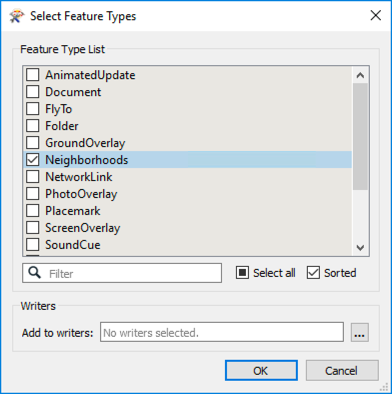 Select Feature Types
Feature Type List
AnimatedUpdate
Document
FlyTo
Folder
GroundOverlay
Neighborhoods
NetworkLink
PhotoOverlay
Placemark
ScreenOverlay
SoundCue
Filter
Select all
Sorted
Writers
Add to writers: No writers selected. ...
OK Cancel